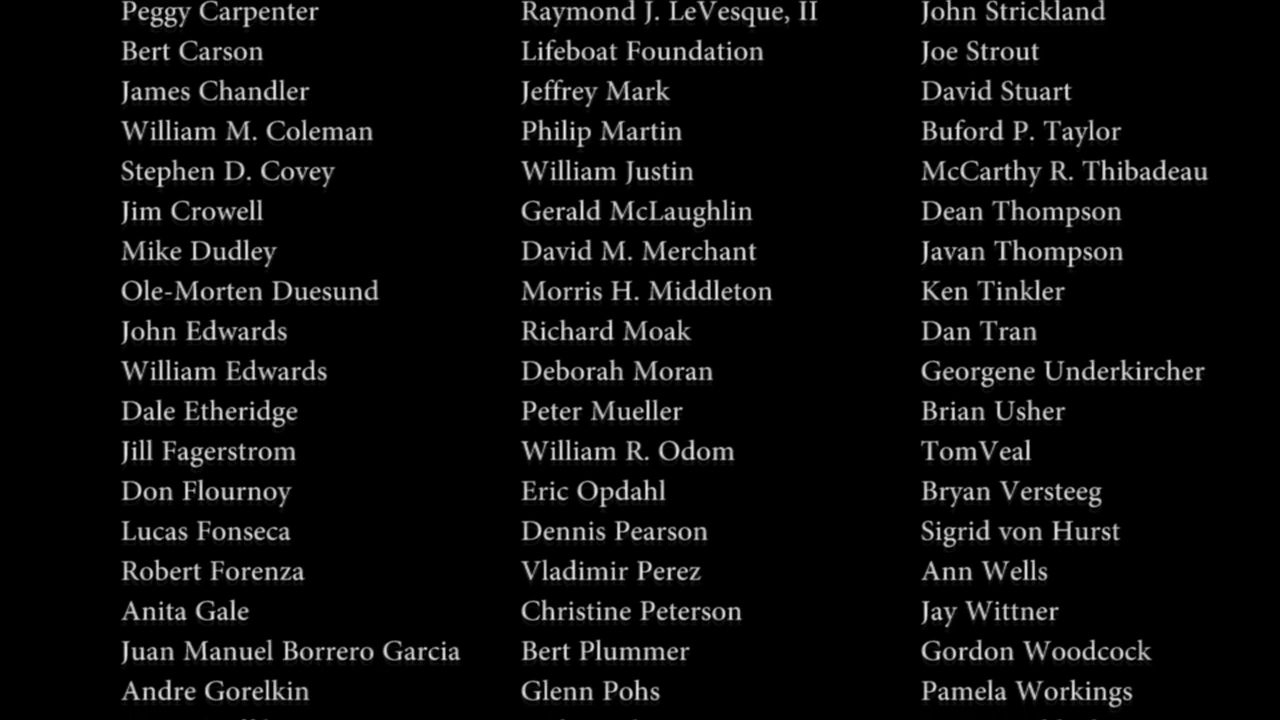 Peggy Carpenter
Bert Carson
James Chandler
William M. Coleman
Stephen D. Covey
Jim Crowell
Mike Dudley
Ole-Morten Duesund
John Edwards
William Edwards
Dale Etheridge
Jill Fagerstrom
Don Flournoy
Lucas Fonseca
Robert Forenza
Anita Gale
Juan Manuel Borrero Garcia
Andre Gorelkin
Raymond J. LeVesque, II
Lifeboat Foundation
Jeffrey Mark
Philip Martin
William Justin
Gerald McLaughlin
David M. Merchant
Morris H. Middleton
Richard Moak
Deborah Moran
Peter Mueller
William R. Odom
Eric Opdahl
Dennis Pearson
Vladimir Perez
Christine Peterson
Bert Plummer
Glenn Pohs
John Strickland
Joe Strout
David Stuart
Buford P. Taylor
McCarthy R. Thibadeau
Dean Thompson
Javan Thompson
Ken Tinkler
Dan Tran
Georgene Underkircher
Brian Usher
TomVeal
Bryan Versteeg
Sigrid von Hurst
Ann Wells
Jay Wittner
Gordon Woodcock
Pamela Workings